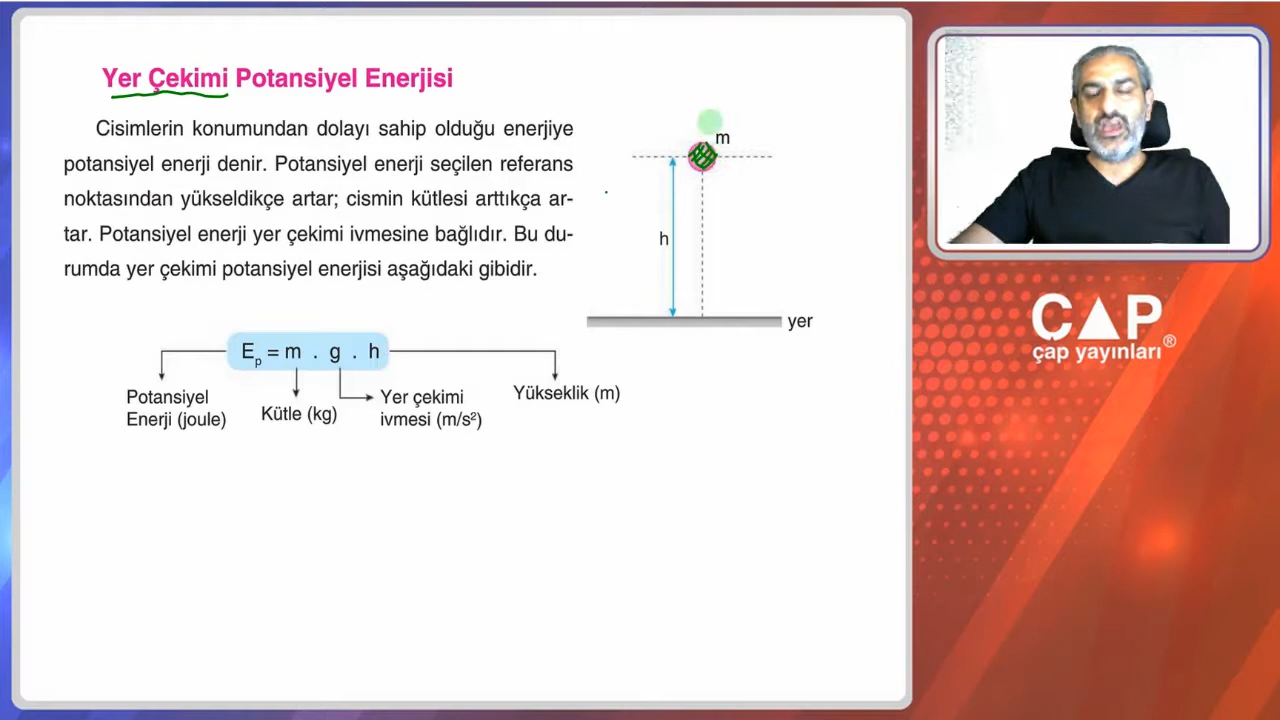 Yer Çekimi Potansiyel Enerjisi
Cisimlerin konumundan dolayı sahip olduğu enerjiye
potansiyel enerji denir. Potansiyel enerji seçilen referans
noktasından yükseldikçe artar; cismin kütlesi arttıkça ar-
tar. Potansiyel enerji yer çekimi ivmesine bağlıdır. Bu du-
rumda yer çekimi potansiyel enerjisi aşağıdaki gibidir.
m
h
yer
Eₚ = m . g . h
Potansiyel
Enerji (joule)
Kütle (kg)
Yer çekimi
ivmesi (m/s²)
Yükseklik (m)
ÇAP
çap yayınları®